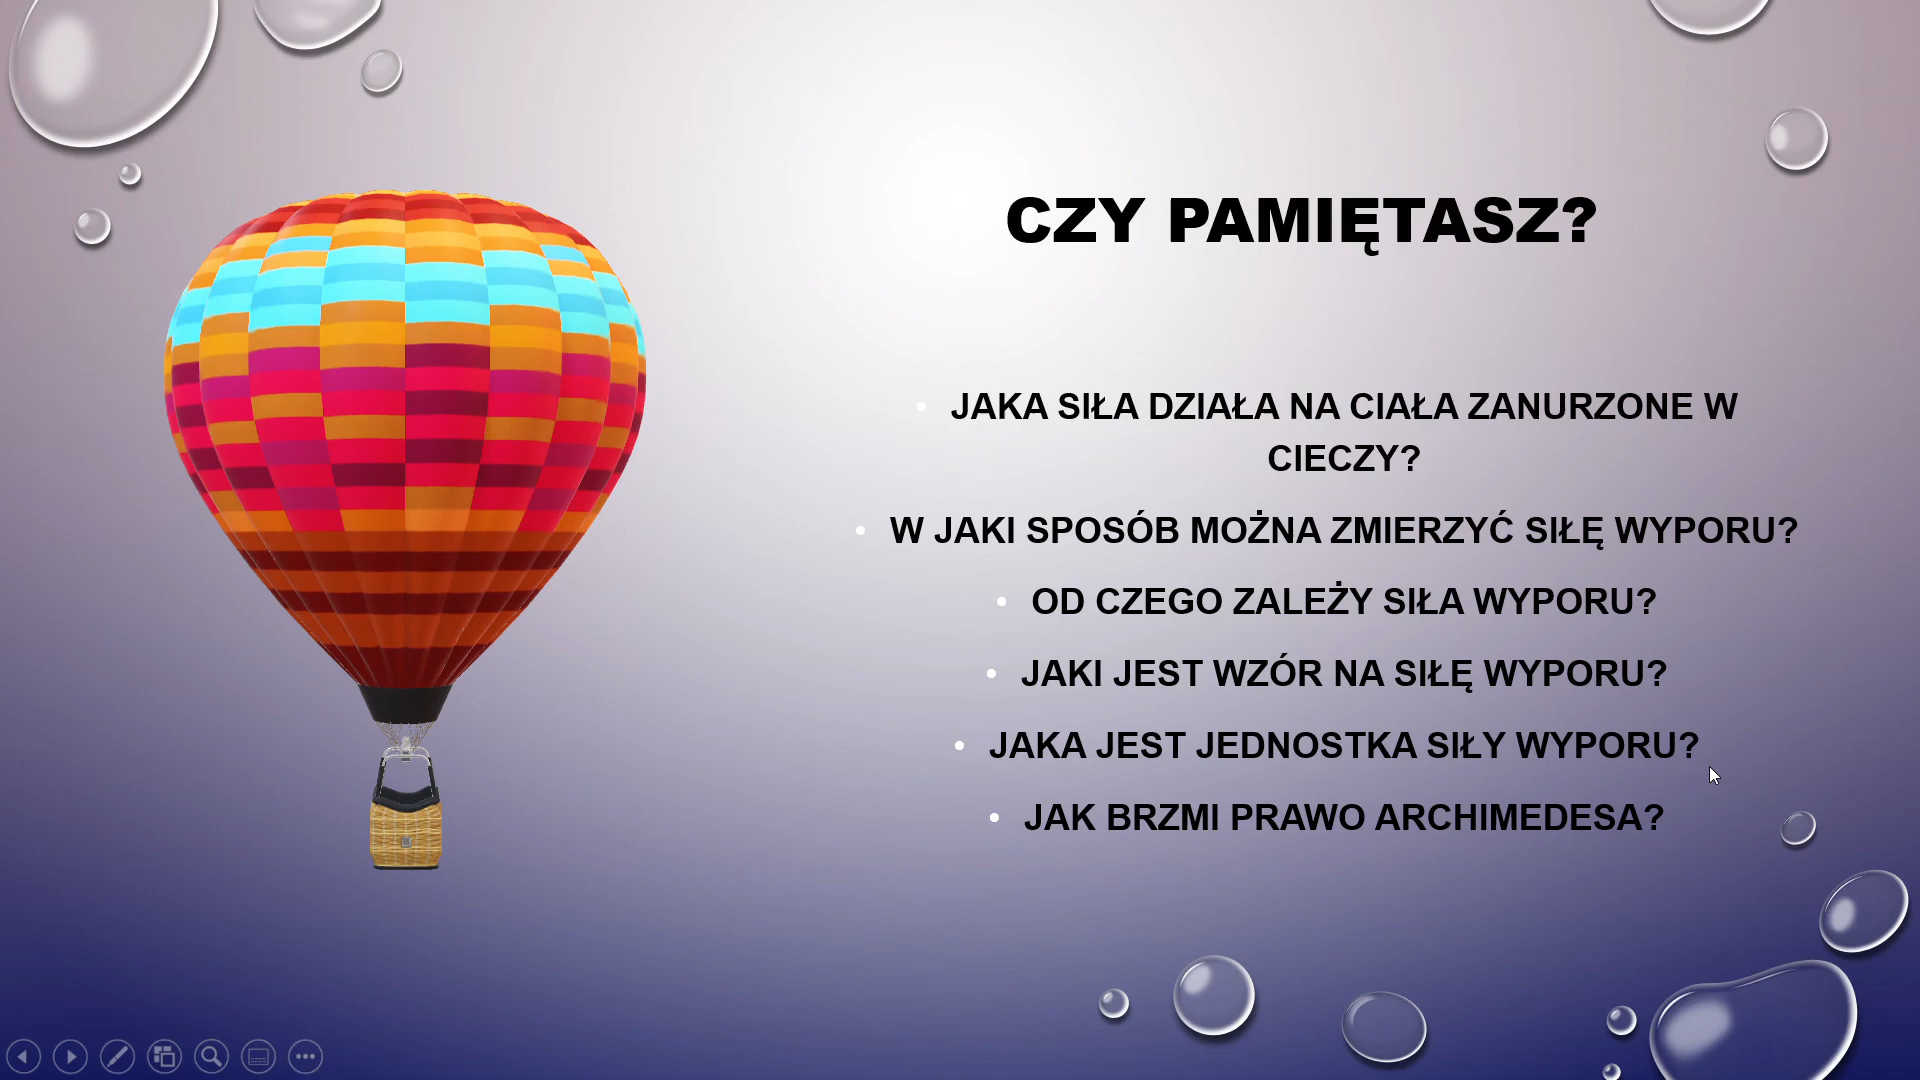 CZY PAMIĘTASZ?
JAKA SIŁA DZIAŁA NA CIAŁA ZANURZONE W
CIECZY?
W JAKI SPOSÓB MOŻNA ZMIERZYĆ SIŁĘ WYPORU?
OD CZEGO ZALEŻY SIŁA WYPORU?
JAKI JEST WZÓR NA SIŁĘ WYPORU?
JAKA JEST JEDNOSTKA SIŁY WYPORU?
JAK BRZMI PRAWO ARCHIMEDESA?